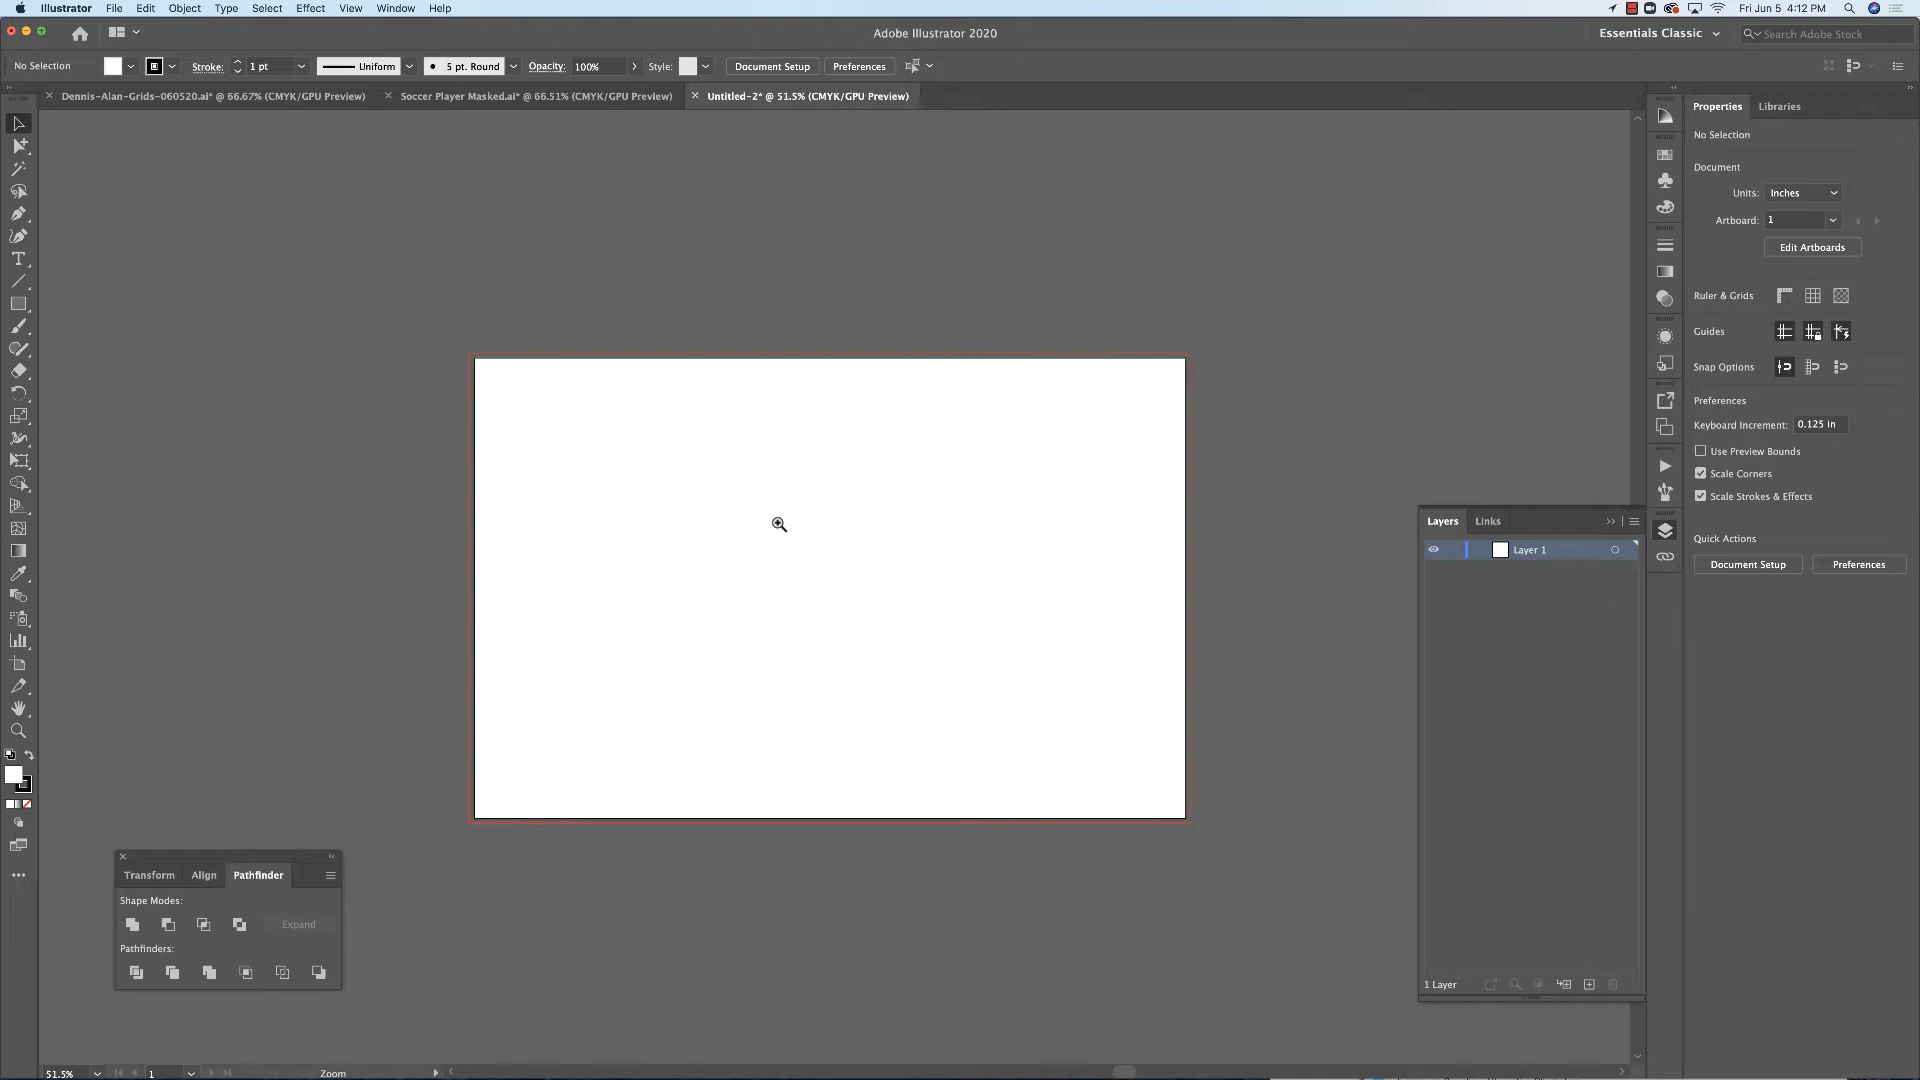 Illustrator File Edit Object Type Select Effect View Window Help
Fri Jun 5 4:12 PM
Adobe Illustrator 2020
Essentials Classic
Search Adobe Stock
No Selection
Stroke: 1 pt
Uniform
5 pt. Round
Opacity: 100%
Style:
Document Setup
Preferences
Dennis-Alan-Grids-060520.ai* @ 66.67% (CMYK/GPU Preview)
Soccer Player Masked.ai* @ 66.51% (CMYK/GPU Preview)
Untitled-2* @ 51.5% (CMYK/GPU Preview)
Properties Libraries
No Selection
Document
Units: Inches
Artboard: 1
Edit Artboards
Ruler & Grids
Guides
Snap Options
Preferences
Keyboard Increment: 0.125 in
Use Preview Bounds
Scale Corners
Scale Strokes & Effects
Quick Actions
Document Setup Preferences
Layers Links
Layer 1
1 Layer
Transform Align Pathfinder
Shape Modes:
Expand
Pathfinders:
51.5% 1 Zoom